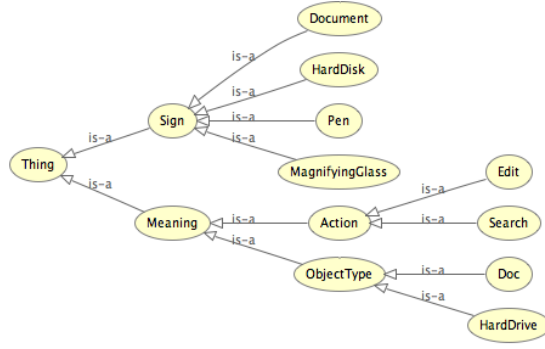 Document
is-a
HardDisk
is-a
Sign
is-a
Pen
is-a
is-a
MagnifyingGlass
Thing
is-a
Edit
is-a
Meaning
is-a
Action
is-a
Search
is-a
ObjectType
is-a
Doc
is-a
HardDrive